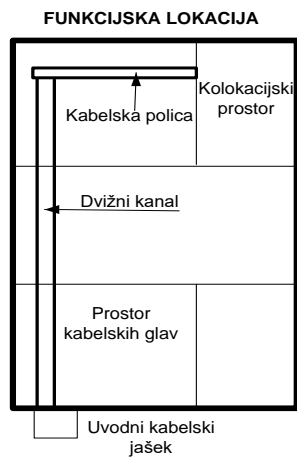 FUNKCIJSKA LOKACIJA
Kolokacijski
prostor
Kabelska polica
Dvižni kanal
Prostor
kabelskih glav
Uvodni kabelski
jašek